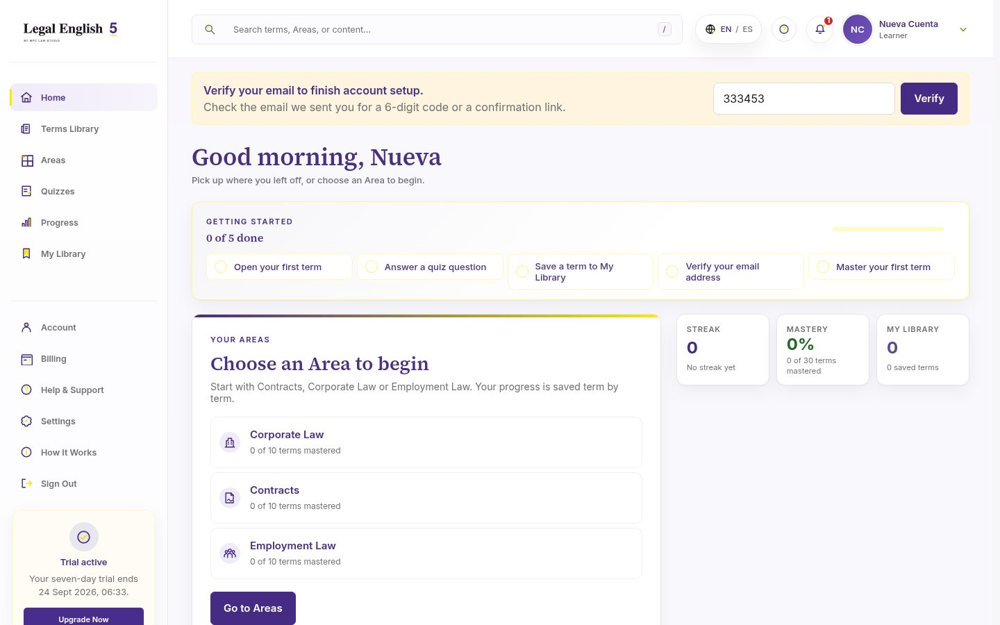 Legal English 5
BY MPC LAW STUDIO
Home
Terms Library
Areas
Quizzes
Progress
My Library
Account
Billing
Help & Support
Settings
How It Works
Sign Out
Trial active
Your seven-day trial ends
24 Sept 2026, 06:33.
Upgrade Now
Search terms, Areas, or content...
/
EN / ES
1
NC
Nueva Cuenta
Learner
Verify your email to finish account setup.
Check the email we sent you for a 6-digit code or a confirmation link.
333453
Verify
Good morning, Nueva
Pick up where you left off, or choose an Area to begin.
GETTING STARTED
0 of 5 done
Open your first term
Answer a quiz question
Save a term to My
Library
Verify your email
address
Master your first term
YOUR AREAS
Choose an Area to begin
Start with Contracts, Corporate Law or Employment Law. Your progress is saved term by
term.
Corporate Law
0 of 10 terms mastered
Contracts
0 of 10 terms mastered
Employment Law
0 of 10 terms mastered
Go to Areas
STREAK
0
No streak yet
MASTERY
0%
0 of 30 terms
mastered
MY LIBRARY
0
0 saved terms